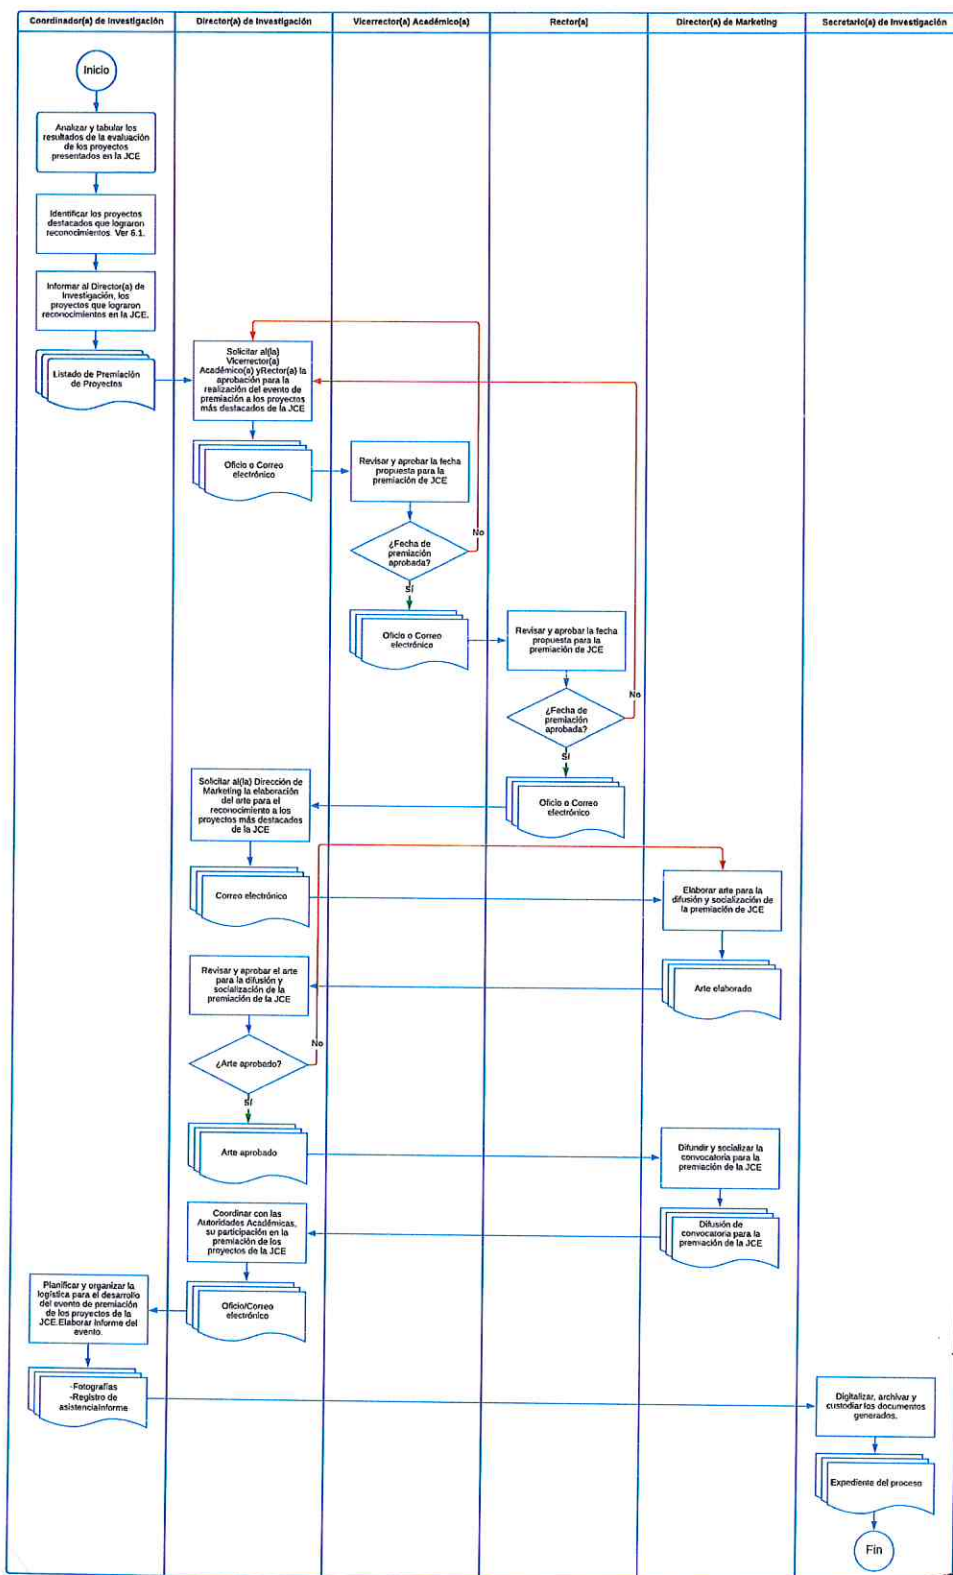 Coordinador(a) de Investigación
Director(a) de Investigación
Vicerrector(a) Académico(a)
Rector(a)
Director(a) de Marketing
Secretario(a) de Investigación
Inicio
Analizar y tabular los
resultados de la evaluación
de los proyectos
presentados en la JCE
Identificar los proyectos
destacados que lograron
reconocimientos. Ver 6.1.
Informar al Director(a) de
Investigación, los
proyectos que lograron
reconocimientos en la JCE.
Listado de Premiación
de Proyectos
Solicitar al(la)
Vicerrector(a)
Académico(a) yRector(a) la
aprobación para la
realización del evento de
premiación a los proyectos
más destacados de la JCE
Oficio o Correo
electrónico
Revisar y aprobar la fecha
propuesta para la
premiación de JCE
No
¿Fecha de
premiación
aprobada?
Sí
Oficio o Correo
electrónico
Revisar y aprobar la fecha
propuesta para la
premiación de JCE
No
¿Fecha de
premiación
aprobada?
Sí
Oficio o Correo
electrónico
Solicitar al(la) Dirección de
Marketing la elaboración
del arte para el
reconocimiento a los
proyectos más destacados
de la JCE
Correo electrónico
Elaborar arte para la
difusión y socialización de
la premiación de JCE
Arte elaborado
Revisar y aprobar el arte
para la difusión y
socialización de la
premiación de la JCE
No
¿Arte aprobado?
Sí
Arte aprobado
Difundir y socializar la
convocatoria para la
premiación de la JCE
Difusión de
convocatoria para la
premiación de la JCE
Coordinar con las
Autoridades Académicas,
su participación en la
premiación de los
proyectos de la JCE
Oficio/Correo
electrónico
Planificar y organizar la
logística para el desarrollo
del evento de premiación
de los proyectos de la
JCE.Elaborar informe del
evento.
-Fotografías
-Registro de
asistenciaInforme
Digitalizar, archivar y
custodiar los documentos
generados.
Expediente del proceso
Fin